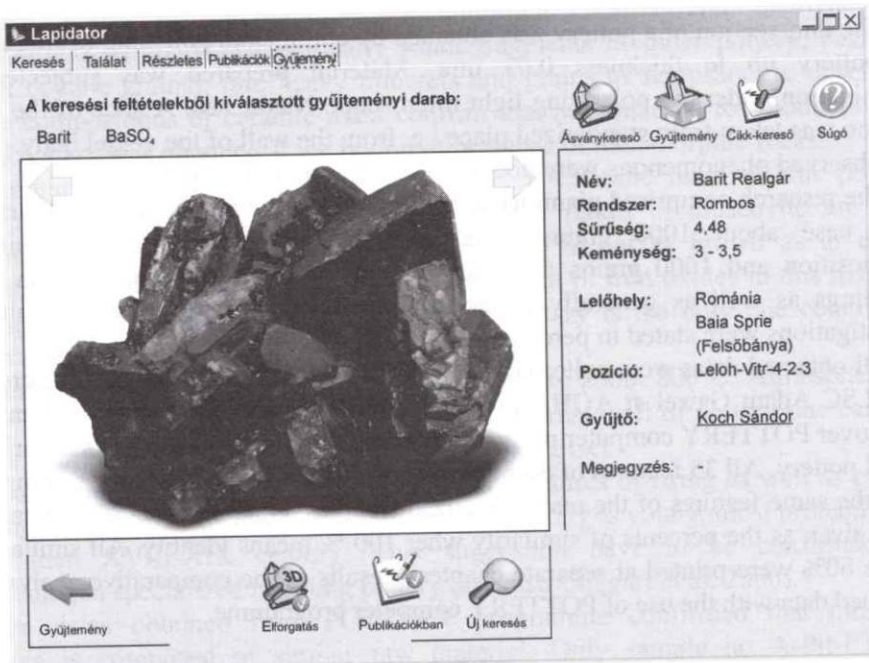 Lapidator
Keresés Találat Részletes Publikációk Gyűjtemény
A keresési feltételekből kiválasztott gyűjteményi darab:
Barit BaSO₄
Ásványkereső Gyűjtemény Cikk-kereső Súgó
Név: Barit Realgár
Rendszer: Rombos
Sűrűség: 4,48
Keménység: 3 - 3,5
Lelőhely: Románia
Baia Sprie
(Felsőbánya)
Pozíció: Leloh-Vitr-4-2-3
Gyűjtő: Koch Sándor
Megjegyzés:
3D
Gyűjtemény Elforgatás Publikációkban Új keresés